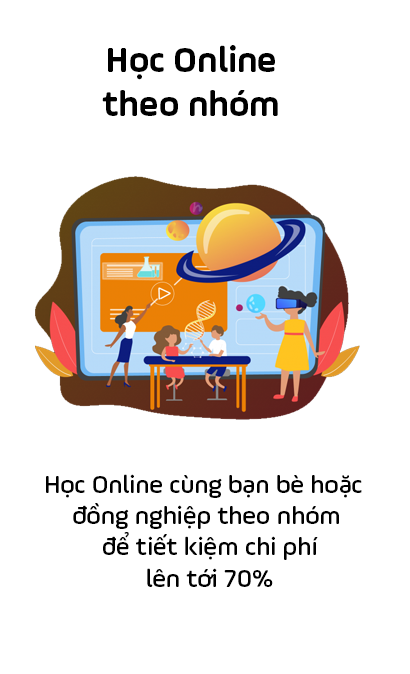 Học Online
theo nhóm
Học Online cùng bạn bè hoặc
đồng nghiệp theo nhóm
để tiết kiệm chi phí
lên tới 70%